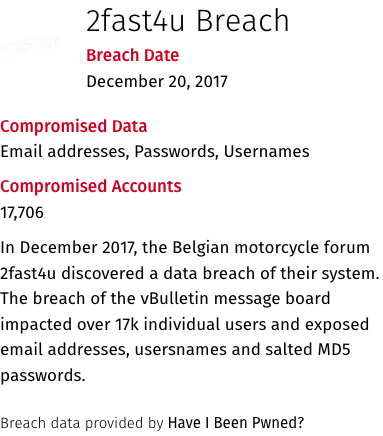 2fast4u Breach
Breach Date
December 20, 2017
Compromised Data
Email addresses, Passwords, Usernames
Compromised Accounts
17,706
In December 2017, the Belgian motorcycle forum
2fast4u discovered a data breach of their system.
The breach of the vBulletin message board
impacted over 17k individual users and exposed
email addresses, usersnames and salted MD5
passwords.
Breach data provided by Have I Been Pwned?